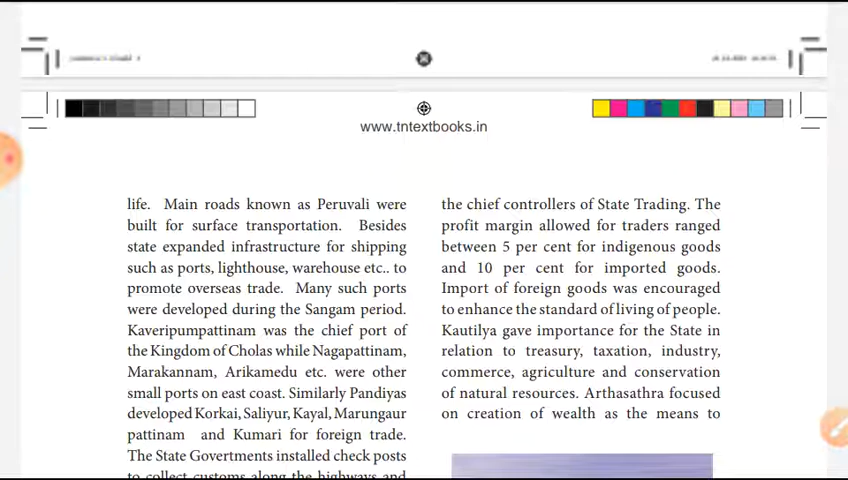 www.tntextbooks.in
life. Main roads known as Peruvali were
built for surface transportation. Besides
state expanded infrastructure for shipping
such as ports, lighthouse, warehouse etc.. to
promote overseas trade. Many such ports
were developed during the Sangam period.
Kaveripumpattinam was the chief port of
the Kingdom of Cholas while Nagapattinam,
Marakannam, Arikamedu etc. were other
small ports on east coast. Similarly Pandiyas
developed Korkai, Saliyur, Kayal, Marungaur
pattinam and Kumari for foreign trade.
The State Govertments installed check posts
to collect customs along the highways and
the chief controllers of State Trading. The
profit margin allowed for traders ranged
between 5 per cent for indigenous goods
and 10 per cent for imported goods.
Import of foreign goods was encouraged
to enhance the standard of living of people.
Kautilya gave importance for the State in
relation to treasury, taxation, industry,
commerce, agriculture and conservation
of natural resources. Arthasathra focused
on creation of wealth as the means to